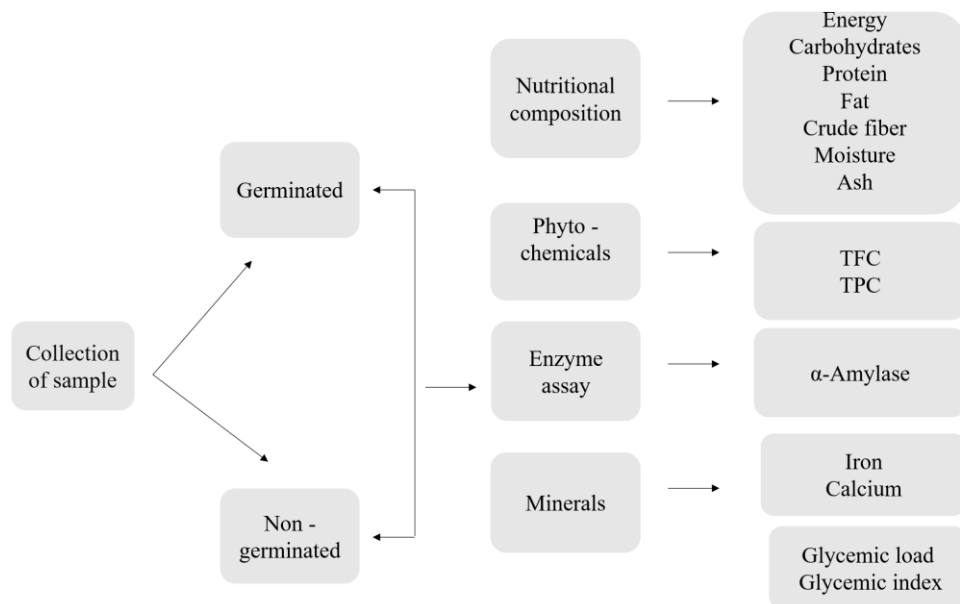 Collection
of sample
Germinated
Non -
germinated
Nutritional
composition
Phyto -
chemicals
Enzyme
assay
Minerals
Energy
Carbohydrates
Protein
Fat
Crude fiber
Moisture
Ash
TFC
TPC
α-Amylase
Iron
Calcium
Glycemic load
Glycemic index